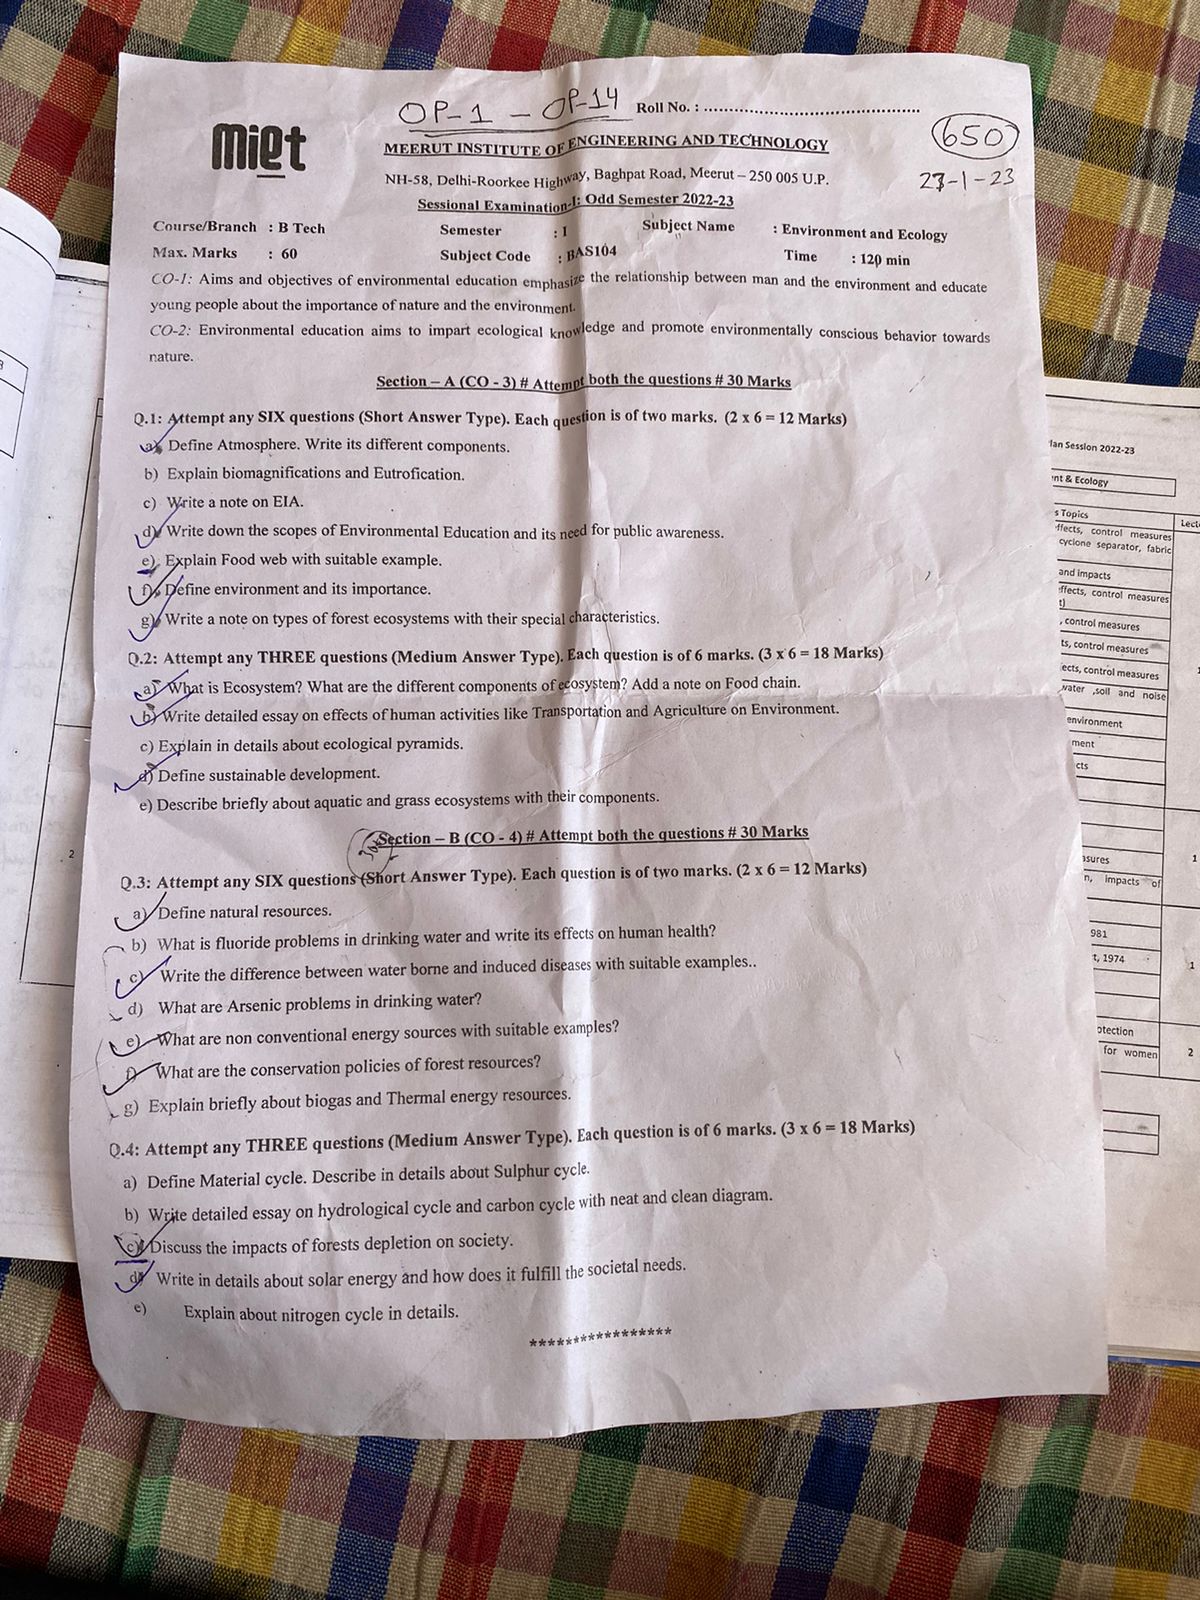 OP-1 - OP-14 Roll No. : ........................................
miet
650
MEERUT INSTITUTE OF ENGINEERING AND TECHNOLOGY
NH-58, Delhi-Roorkee Highway, Baghpat Road, Meerut – 250 005 U.P.
23-1-23
Sessional Examination-I: Odd Semester 2022-23
Course/Branch : B Tech Semester : I Subject Name : Environment and Ecology
Max. Marks : 60 Subject Code : BAS104 Time : 120 min
CO-1: Aims and objectives of environmental education emphasize the relationship between man and the environment and educate
young people about the importance of nature and the environment.
CO-2: Environmental education aims to impart ecological knowledge and promote environmentally conscious behavior towards
nature.
Section – A (CO - 3) # Attempt both the questions # 30 Marks
Q.1: Attempt any SIX questions (Short Answer Type). Each question is of two marks. (2 x 6 = 12 Marks)
a) Define Atmosphere. Write its different components.
b) Explain biomagnifications and Eutrofication.
c) Write a note on EIA.
d) Write down the scopes of Environmental Education and its need for public awareness.
e) Explain Food web with suitable example.
f) Define environment and its importance.
g) Write a note on types of forest ecosystems with their special characteristics.
Q.2: Attempt any THREE questions (Medium Answer Type). Each question is of 6 marks. (3 x 6 = 18 Marks)
a) What is Ecosystem? What are the different components of ecosystem? Add a note on Food chain.
b) Write detailed essay on effects of human activities like Transportation and Agriculture on Environment.
c) Explain in details about ecological pyramids.
d) Define sustainable development.
e) Describe briefly about aquatic and grass ecosystems with their components.
Section – B (CO - 4) # Attempt both the questions # 30 Marks
Q.3: Attempt any SIX questions (Short Answer Type). Each question is of two marks. (2 x 6 = 12 Marks)
a) Define natural resources.
b) What is fluoride problems in drinking water and write its effects on human health?
c) Write the difference between water borne and induced diseases with suitable examples..
d) What are Arsenic problems in drinking water?
e) What are non conventional energy sources with suitable examples?
f) What are the conservation policies of forest resources?
g) Explain briefly about biogas and Thermal energy resources.
Q.4: Attempt any THREE questions (Medium Answer Type). Each question is of 6 marks. (3 x 6 = 18 Marks)
a) Define Material cycle. Describe in details about Sulphur cycle.
b) Write detailed essay on hydrological cycle and carbon cycle with neat and clean diagram.
c) Discuss the impacts of forests depletion on society.
d) Write in details about solar energy and how does it fulfill the societal needs.
e) Explain about nitrogen cycle in details.
*****************
2
lan Session 2022-23
nt & Ecology
s Topics
Lect
ffects, control measures
cyclone separator, fabric
and impacts
ffects, control measures
t)
, control measures
ts, control measures
ects, control measures
water ,soil and noise
1
environment
ment
cts
asures
1
n, impacts of
981
t, 1974
1
otection
for women
2